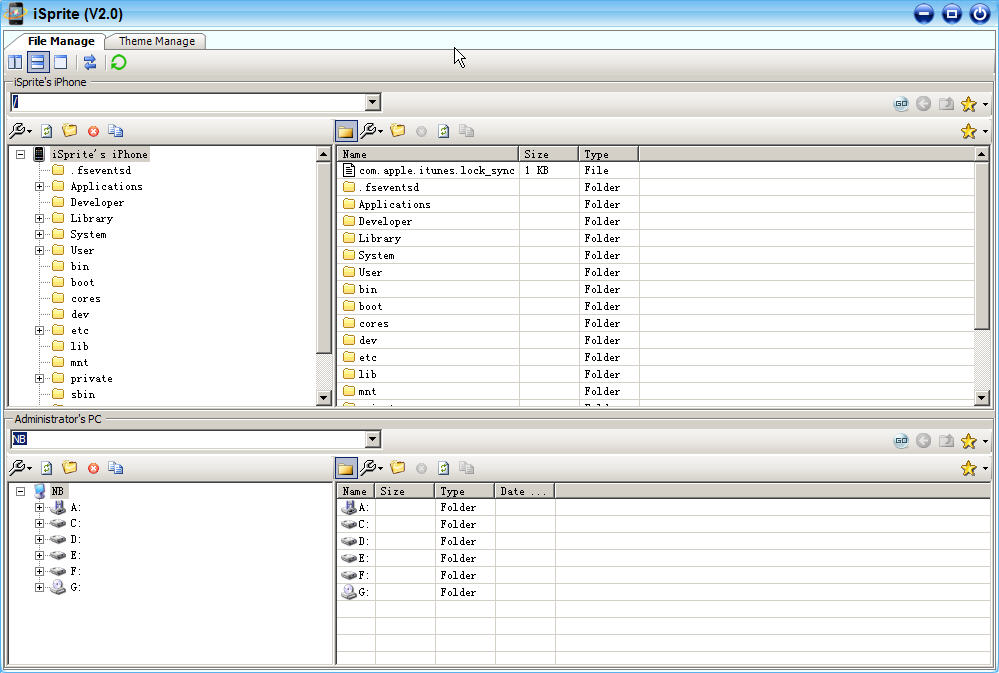 iSprite (V2.0)
File Manage Theme Manage
iSprite's iPhone
/
GO
iSprite's iPhone
.fseventsd
Applications
Developer
Library
System
User
bin
boot
cores
dev
etc
lib
mnt
private
sbin
Name Size Type
com.apple.itunes.lock_sync 1 KB File
.fseventsd Folder
Applications Folder
Developer Folder
Library Folder
System Folder
User Folder
bin Folder
boot Folder
cores Folder
dev Folder
etc Folder
lib Folder
mnt Folder
Administrator's PC
NB
GO
NB
A:
C:
D:
E:
F:
G:
Name Size Type Date ...
A: Folder
C: Folder
D: Folder
E: Folder
F: Folder
G: Folder